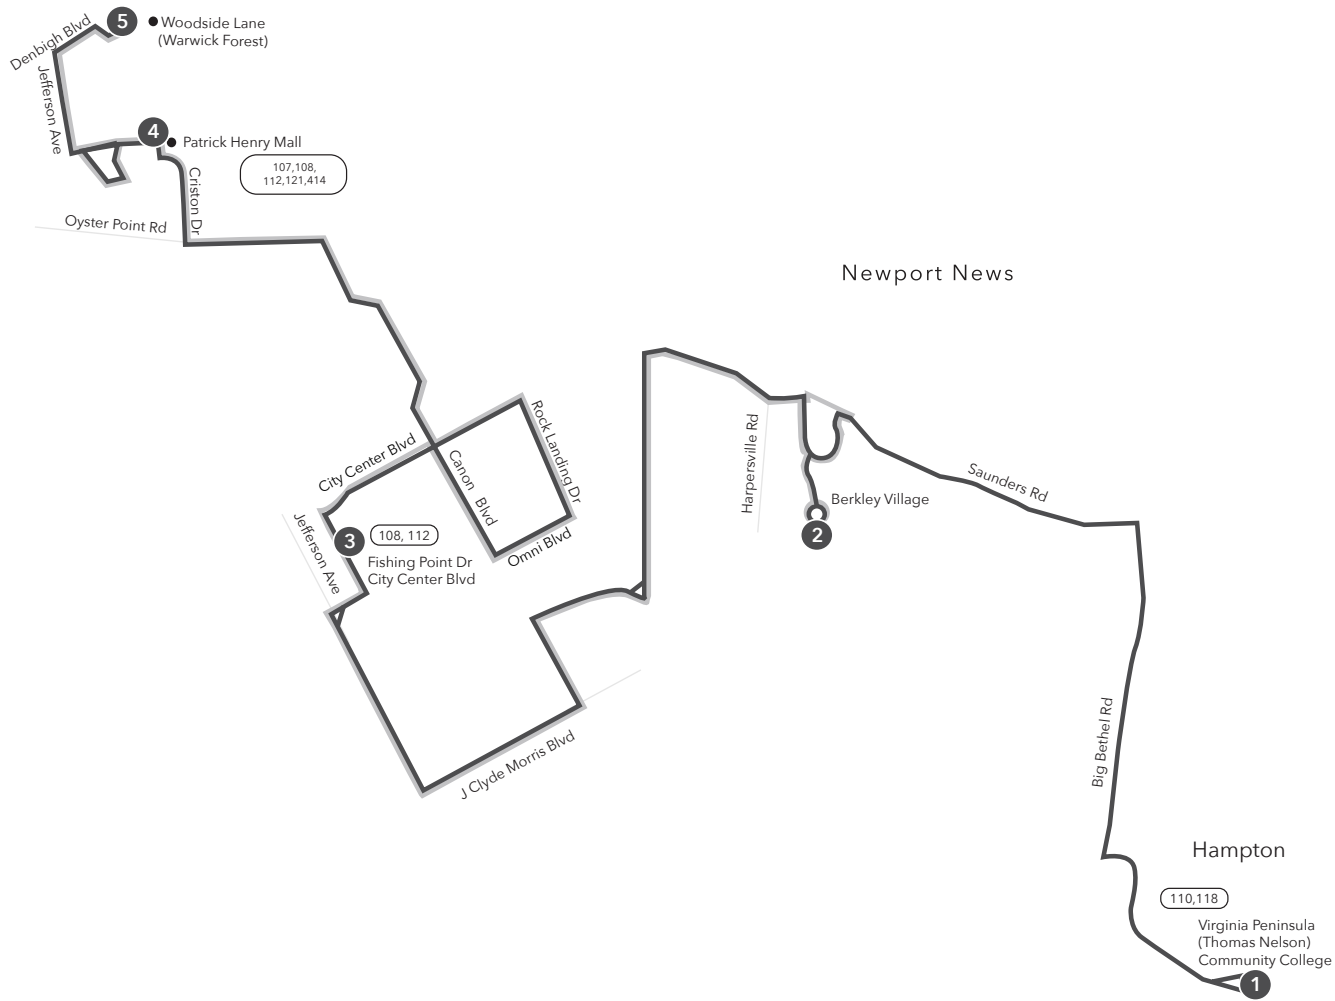 5
Woodside Lane
(Warwick Forest)
Denbigh Blvd
Jefferson Ave
4
Patrick Henry Mall
107,108,
112,121,414
Criston Dr
Oyster Point Rd
Newport News
City Center Blvd
Rock Landing Dr
Canon Blvd
Omni Blvd
Jefferson Ave
3
108, 112
Fishing Point Dr
City Center Blvd
J Clyde Morris Blvd
Harpersville Rd
Saunders Rd
Berkley Village
2
Big Bethel Rd
Hampton
110,118
Virginia Peninsula
(Thomas Nelson)
Community College
1